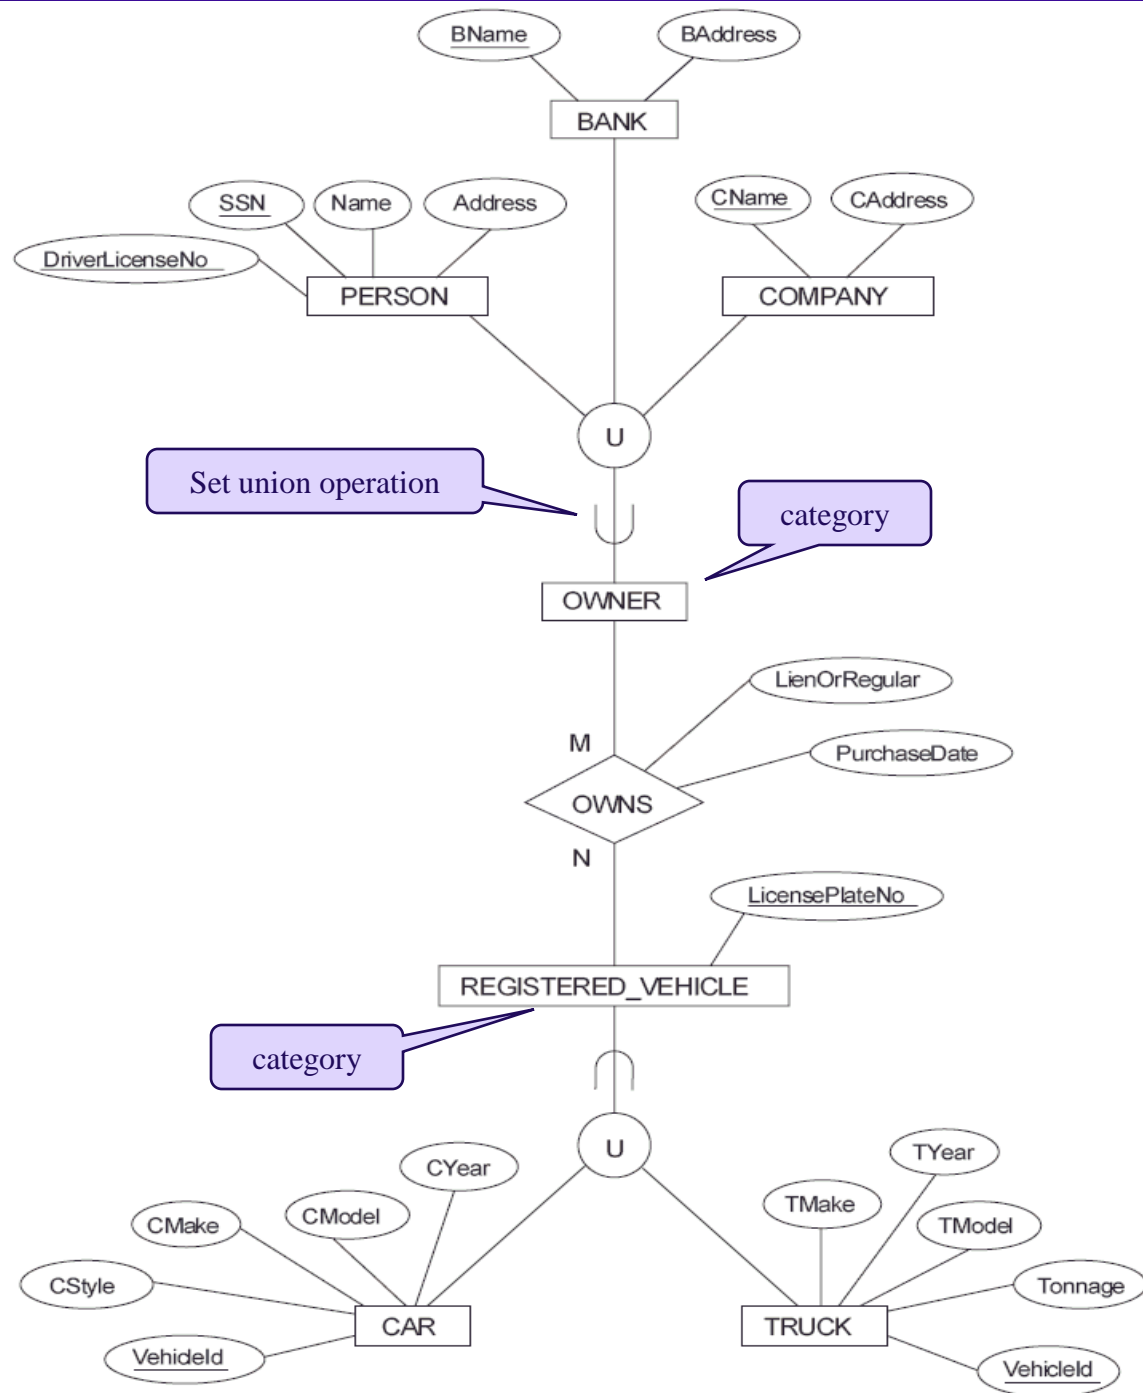 BName
BAddress
BANK
SSN
Name
Address
CName
CAddress
DriverLicenseNo
PERSON
COMPANY
U
Set union operation
category
OWNER
LienOrRegular
M
PurchaseDate
OWNS
N
LicensePlateNo
REGISTERED_VEHICLE
category
U
CYear
TYear
CMake
CModel
TMake
TModel
CStyle
Tonnage
CAR
TRUCK
VehicleId
VehicleId